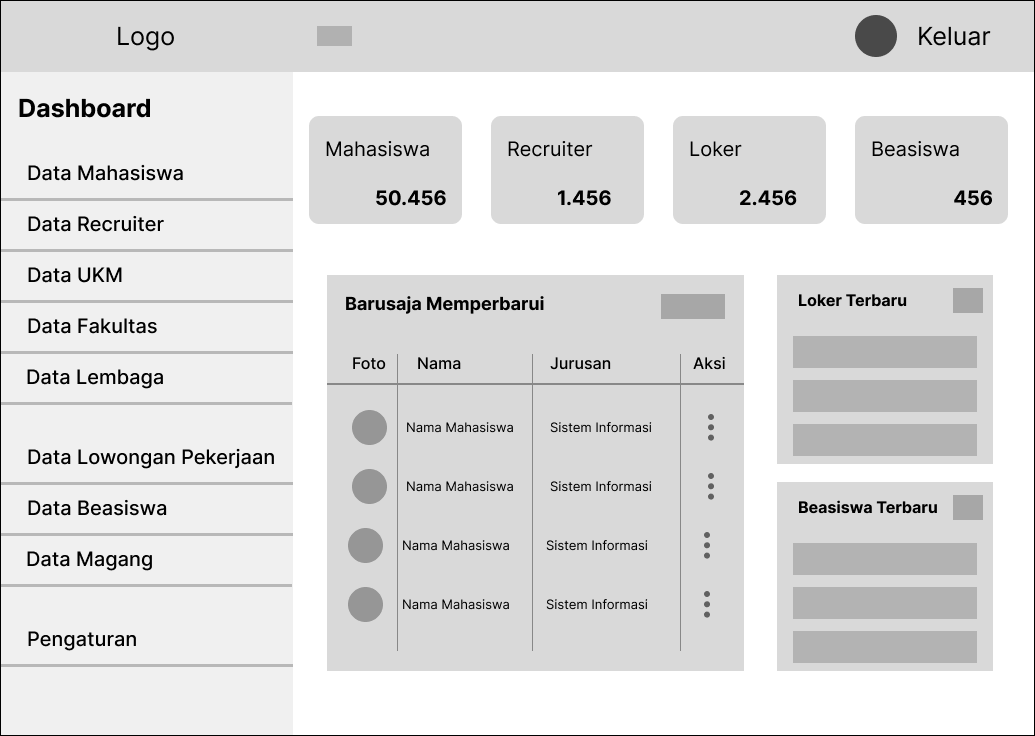 Logo
Keluar
Dashboard
Data Mahasiswa
Data Recruiter
Data UKM
Data Fakultas
Data Lembaga
Data Lowongan Pekerjaan
Data Beasiswa
Data Magang
Pengaturan
Mahasiswa
50.456
Recruiter
1.456
Loker
2.456
Beasiswa
456
Barusaja Memperbarui
Foto Nama Jurusan Aksi
Nama Mahasiswa Sistem Informasi
Nama Mahasiswa Sistem Informasi
Nama Mahasiswa Sistem Informasi
Nama Mahasiswa Sistem Informasi
Loker Terbaru
Beasiswa Terbaru